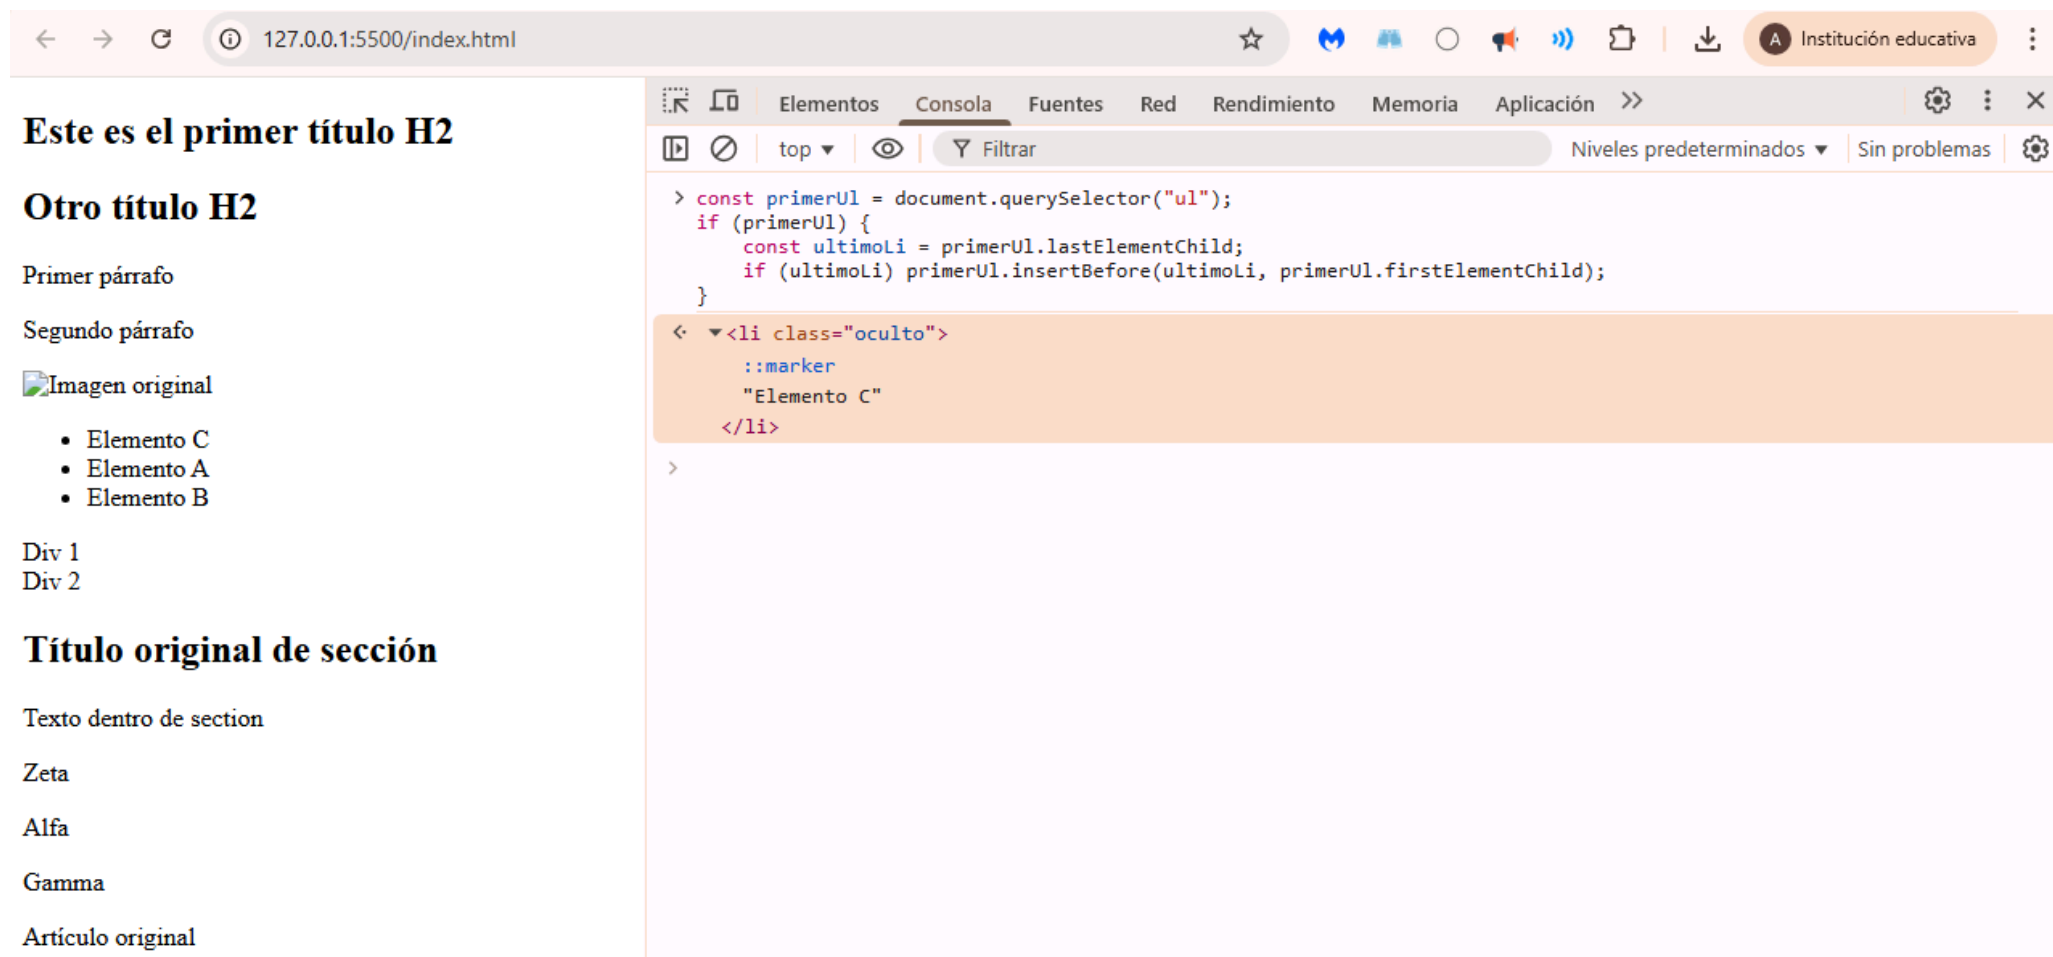 127.0.0.1:5500/index.html
A Institución educativa
Este es el primer título H2
Otro título H2
Primer párrafo
Segundo párrafo
Imagen original
• Elemento C
• Elemento A
• Elemento B
Div 1
Div 2
Título original de sección
Texto dentro de section
Zeta
Alfa
Gamma
Artículo original
Elementos Consola Fuentes Red Rendimiento Memoria Aplicación
top Filtrar Niveles predeterminados Sin problemas
> const primerUl = document.querySelector("ul");
if (primerUl) {
    const ultimoLi = primerUl.lastElementChild;
    if (ultimoLi) primerUl.insertBefore(ultimoLi, primerUl.firstElementChild);
}
<li class="oculto">
::marker
"Elemento C"
</li>
>